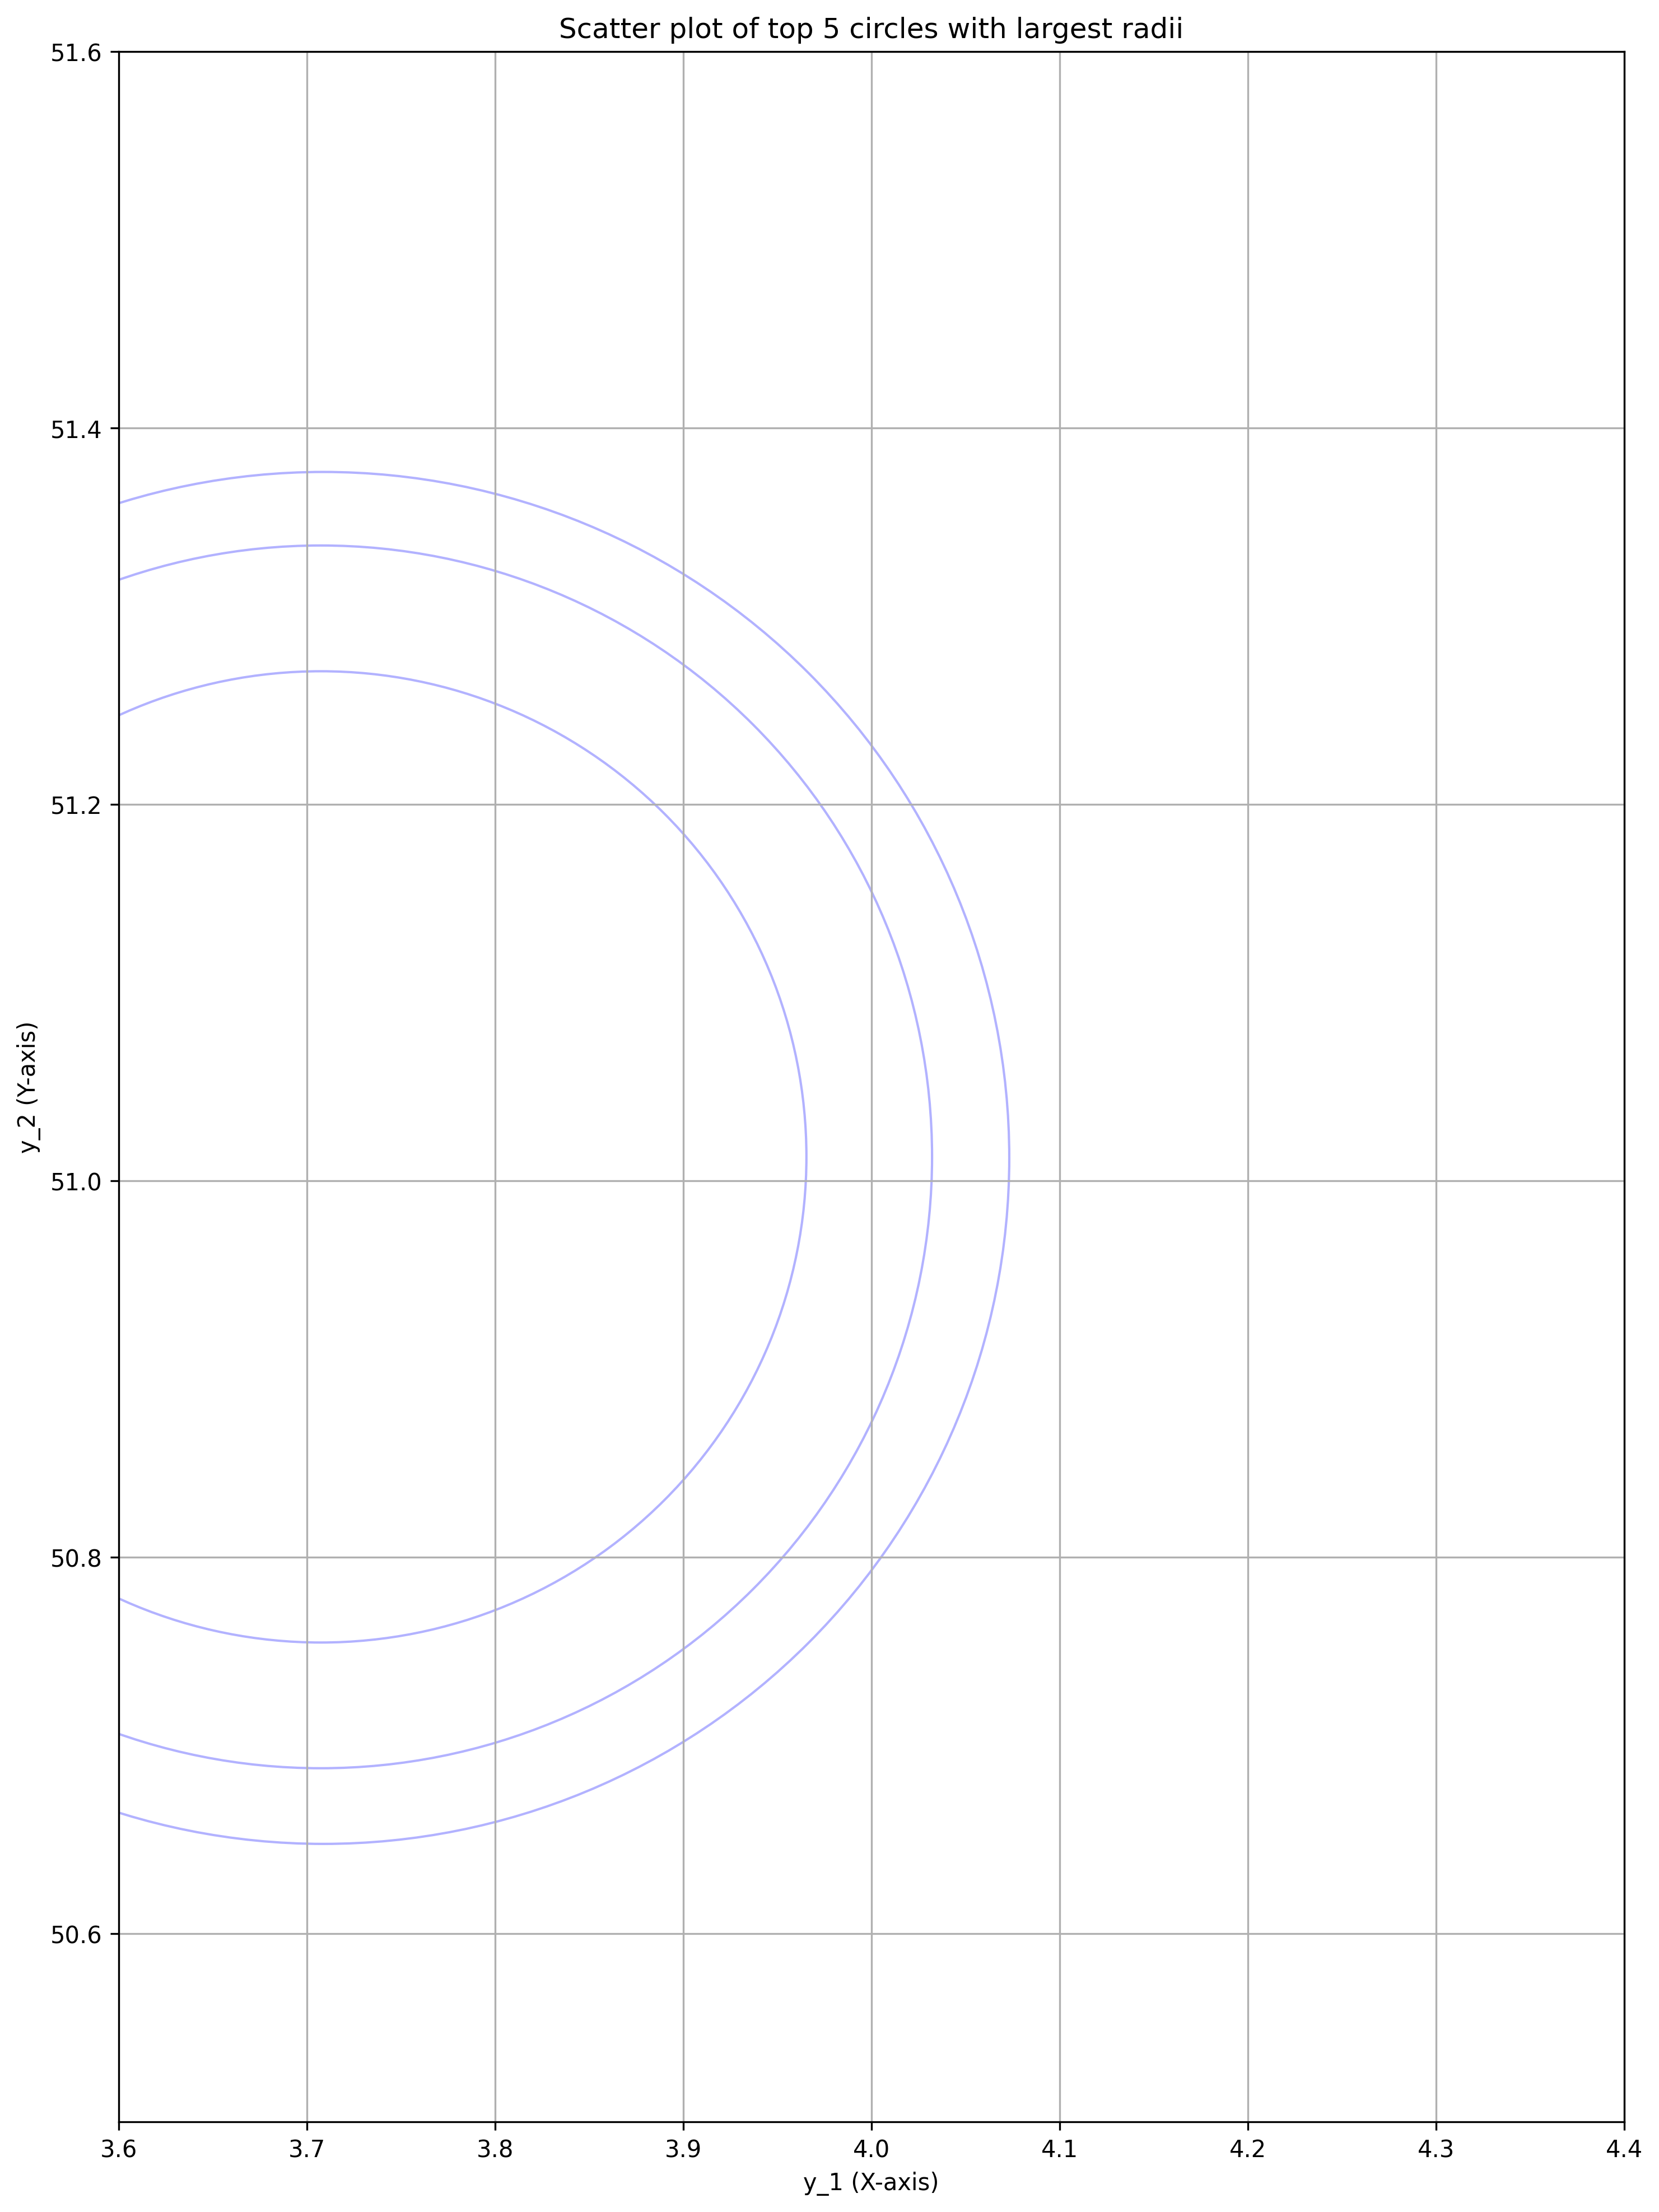 Scatter plot of top 5 circles with largest radii
51.6
51.4
51.2
51.0
50.8
50.6
y_2 (Y-axis)
3.6 3.7 3.8 3.9 4.0 4.1 4.2 4.3 4.4
y_1 (X-axis)